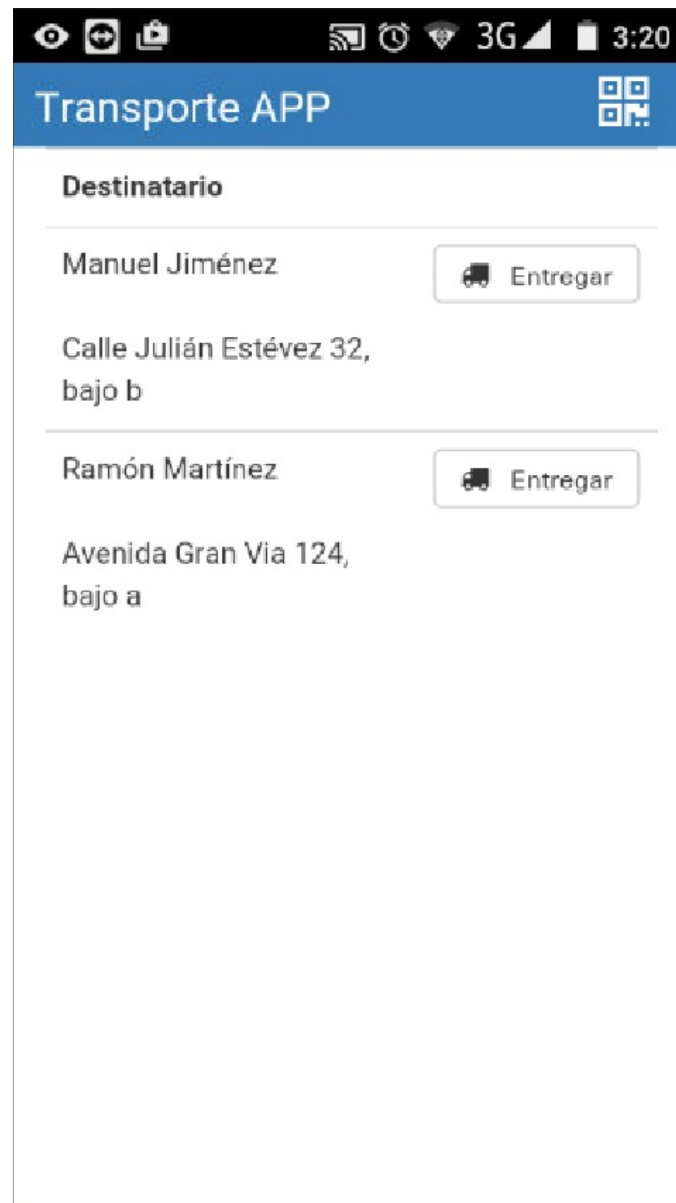 3G 3:20
Transporte APP
Destinatario
Manuel Jiménez
Entregar
Calle Julián Estévez 32,
bajo b
Ramón Martínez
Entregar
Avenida Gran Via 124,
bajo a